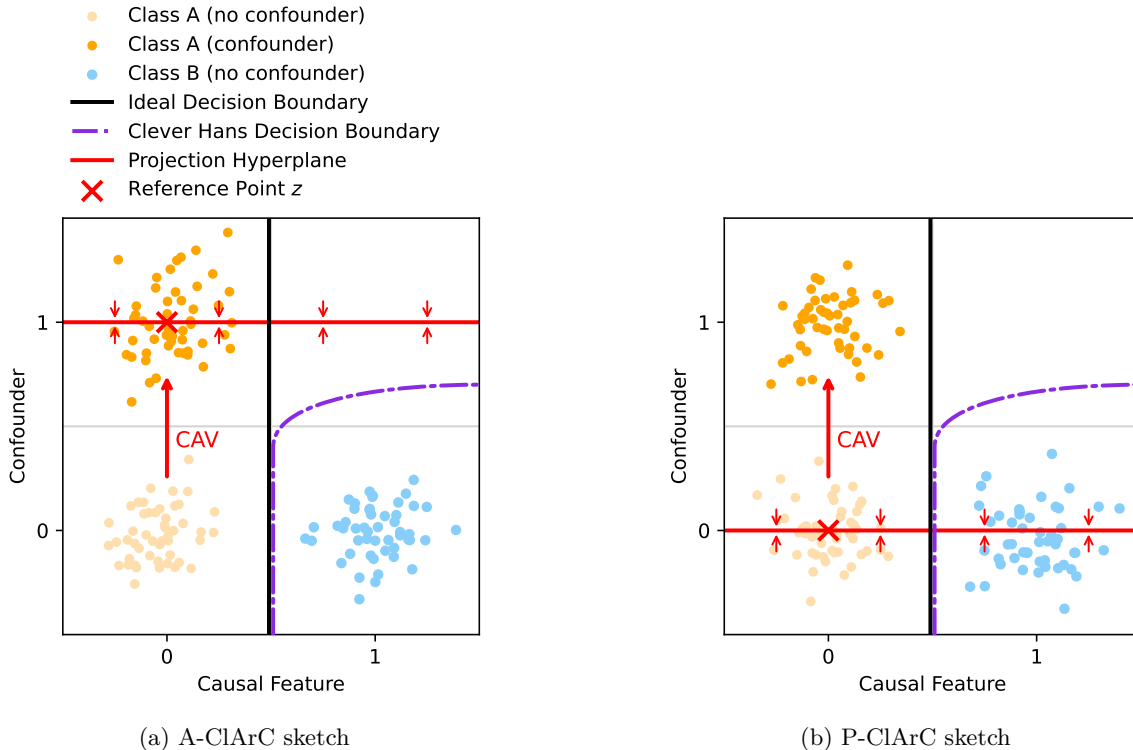 Class A (no confounder)
Class A (confounder)
Class B (no confounder)
Ideal Decision Boundary
Clever Hans Decision Boundary
Projection Hyperplane
Reference Point z
Confounder
1
0
CAV
0
1
Causal Feature
(a) A-ClArC sketch
Confounder
1
0
CAV
0
1
Causal Feature
(b) P-ClArC sketch